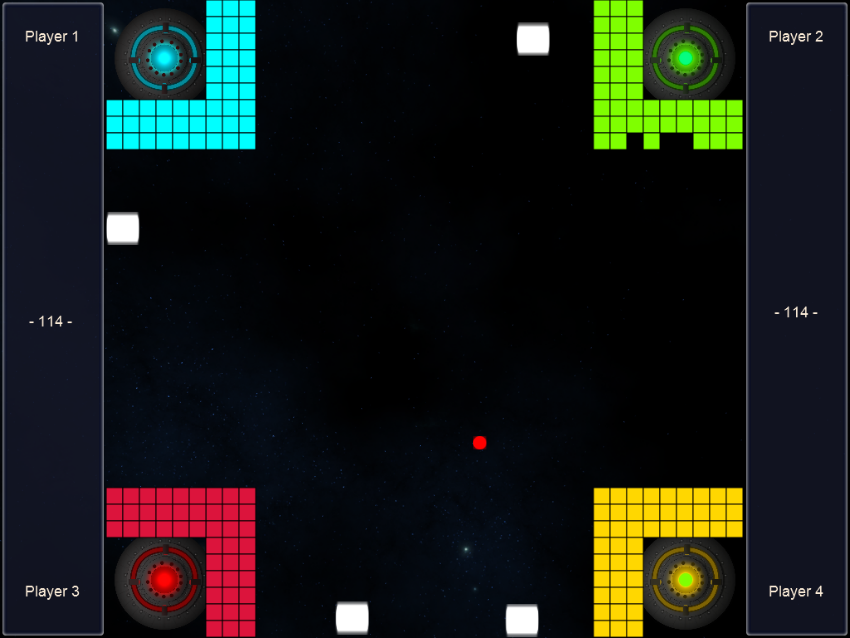 Player 1
Player 2
- 114 -
- 114 -
Player 3
Player 4